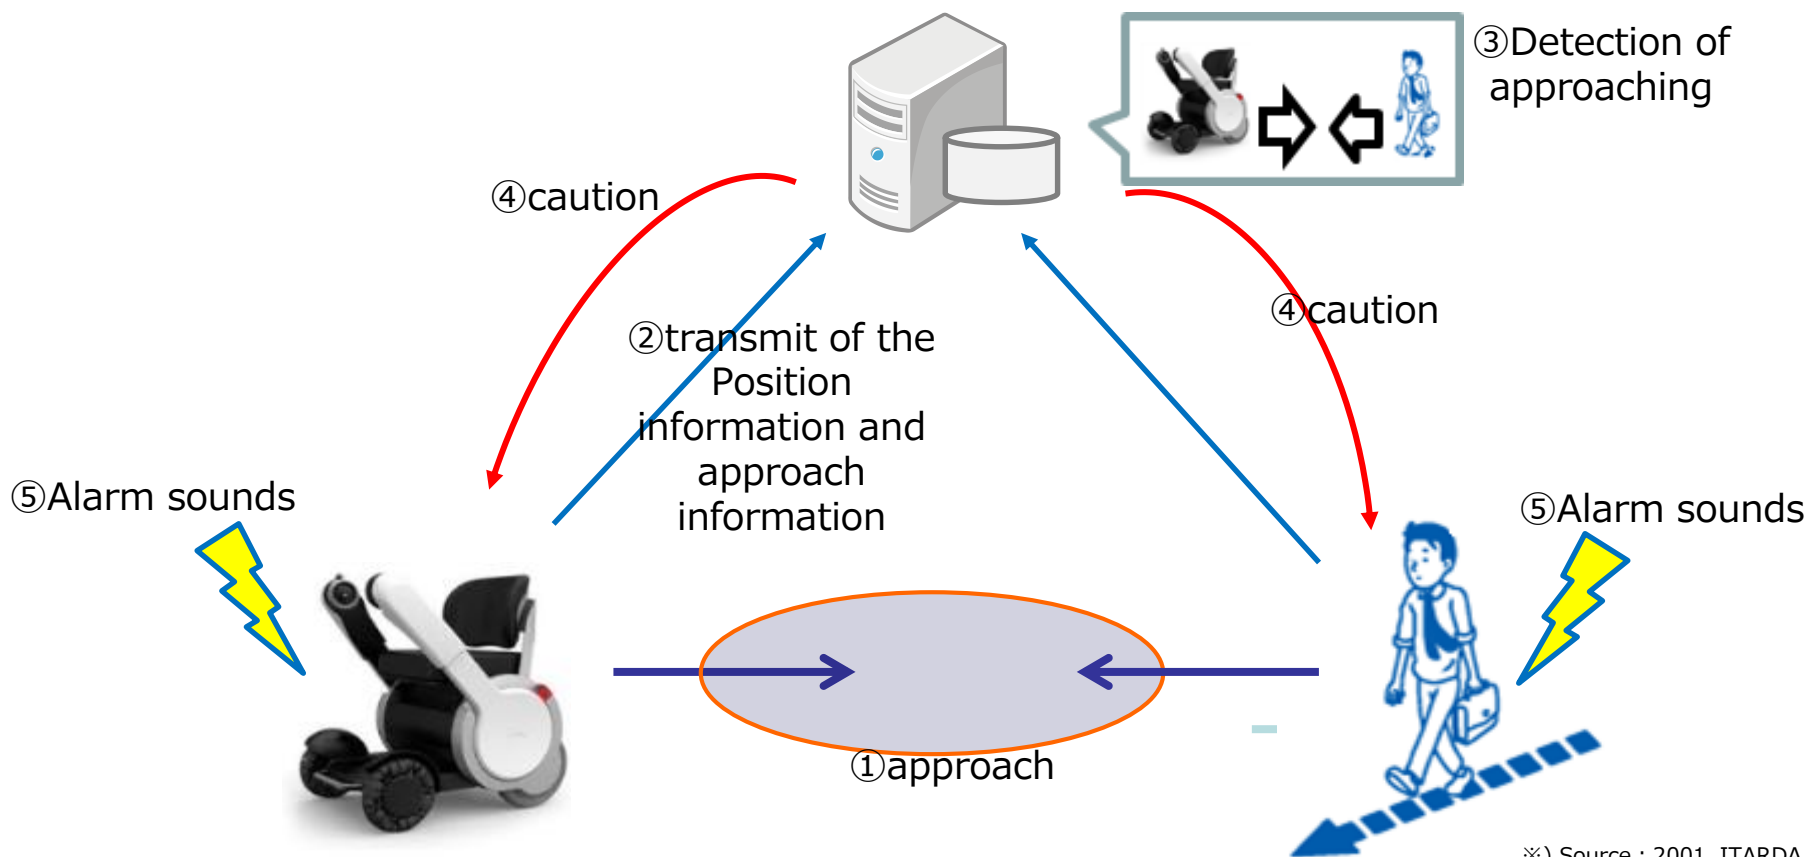 ③Detection of
approaching
④caution
④caution
②transmit of the
Position
information and
approach
information
⑤Alarm sounds
⑤Alarm sounds
①approach
※) Source : 2001, ITARDA